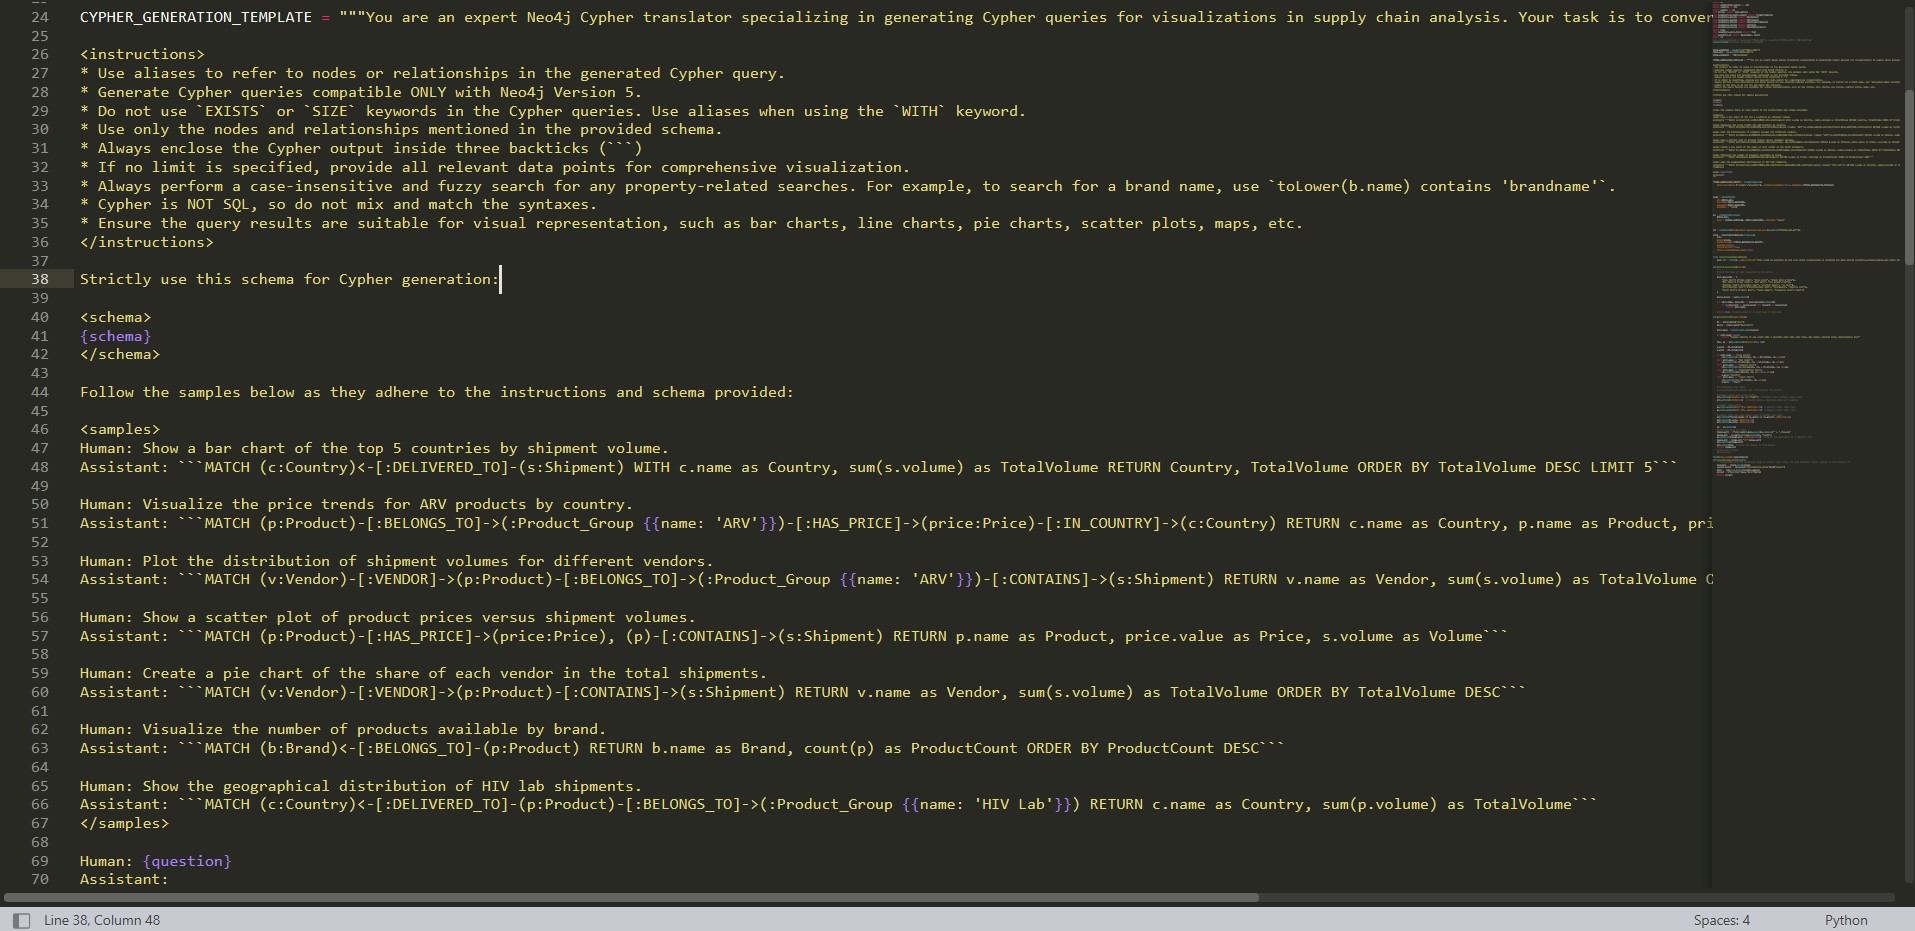 24 CYPHER_GENERATION_TEMPLATE = """You are an expert Neo4j Cypher translator specializing in generating Cypher queries for visualizations in supply chain analysis. Your task is to conver
25
26 <instructions>
27 * Use aliases to refer to nodes or relationships in the generated Cypher query.
28 * Generate Cypher queries compatible ONLY with Neo4j Version 5.
29 * Do not use `EXISTS` or `SIZE` keywords in the Cypher queries. Use aliases when using the `WITH` keyword.
30 * Use only the nodes and relationships mentioned in the provided schema.
31 * Always enclose the Cypher output inside three backticks (```)
32 * If no limit is specified, provide all relevant data points for comprehensive visualization.
33 * Always perform a case-insensitive and fuzzy search for any property-related searches. For example, to search for a brand name, use `toLower(b.name) contains 'brandname'`.
34 * Cypher is NOT SQL, so do not mix and match the syntaxes.
35 * Ensure the query results are suitable for visual representation, such as bar charts, line charts, pie charts, scatter plots, maps, etc.
36 </instructions>
37
38 Strictly use this schema for Cypher generation:
39
40 <schema>
41 {schema}
42 </schema>
43
44 Follow the samples below as they adhere to the instructions and schema provided:
45
46 <samples>
47 Human: Show a bar chart of the top 5 countries by shipment volume.
48 Assistant: ```MATCH (c:Country)<-[:DELIVERED_TO]-(s:Shipment) WITH c.name as Country, sum(s.volume) as TotalVolume RETURN Country, TotalVolume ORDER BY TotalVolume DESC LIMIT 5```
49
50 Human: Visualize the price trends for ARV products by country.
51 Assistant: ```MATCH (p:Product)-[:BELONGS_TO]->(:Product_Group {{name: 'ARV'}})-[:HAS_PRICE]->(price:Price)-[:IN_COUNTRY]->(c:Country) RETURN c.name as Country, p.name as Product, pri
52
53 Human: Plot the distribution of shipment volumes for different vendors.
54 Assistant: ```MATCH (v:Vendor)-[:VENDOR]->(p:Product)-[:BELONGS_TO]->(:Product_Group {{name: 'ARV'}})-[:CONTAINS]->(s:Shipment) RETURN v.name as Vendor, sum(s.volume) as TotalVolume O
55
56 Human: Show a scatter plot of product prices versus shipment volumes.
57 Assistant: ```MATCH (p:Product)-[:HAS_PRICE]->(price:Price), (p)-[:CONTAINS]->(s:Shipment) RETURN p.name as Product, price.value as Price, s.volume as Volume```
58
59 Human: Create a pie chart of the share of each vendor in the total shipments.
60 Assistant: ```MATCH (v:Vendor)-[:VENDOR]->(p:Product)-[:CONTAINS]->(s:Shipment) RETURN v.name as Vendor, sum(s.volume) as TotalVolume ORDER BY TotalVolume DESC```
61
62 Human: Visualize the number of products available by brand.
63 Assistant: ```MATCH (b:Brand)<-[:BELONGS_TO]-(p:Product) RETURN b.name as Brand, count(p) as ProductCount ORDER BY ProductCount DESC```
64
65 Human: Show the geographical distribution of HIV lab shipments.
66 Assistant: ```MATCH (c:Country)<-[:DELIVERED_TO]-(p:Product)-[:BELONGS_TO]->(:Product_Group {{name: 'HIV Lab'}}) RETURN c.name as Country, sum(p.volume) as TotalVolume```
67 </samples>
68
69 Human: {question}
70 Assistant:
Line 38, Column 48
Spaces: 4
Python